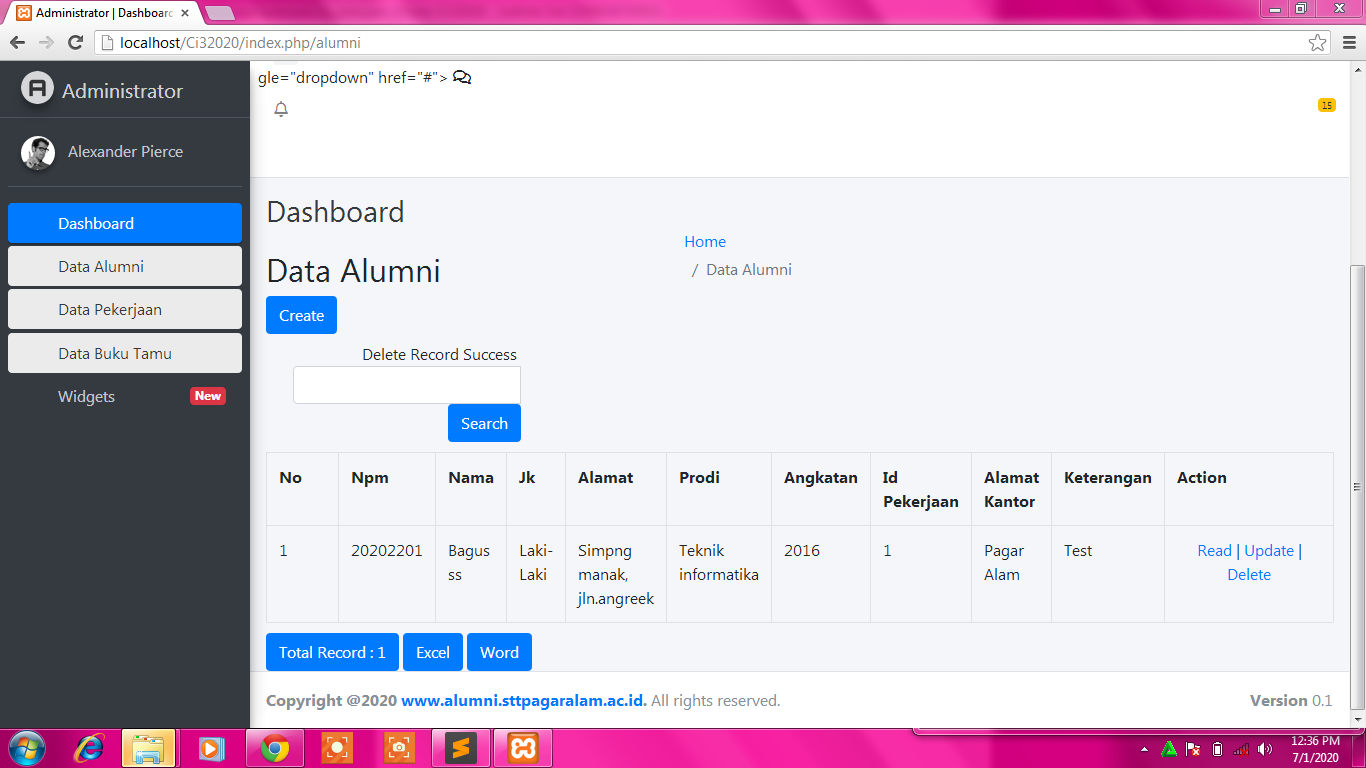 Administrator | Dashboard
localhost/Ci32020/index.php/alumni
Administrator
Alexander Pierce
Dashboard
Data Alumni
Data Pekerjaan
Data Buku Tamu
Widgets New
gle="dropdown" href="#">
15
Dashboard
Home
/ Data Alumni
Data Alumni
Create
Delete Record Success
Search
No Npm Nama Jk Alamat Prodi Angkatan Id Pekerjaan Alamat Kantor Keterangan Action
1 20202201 Bagus ss Laki-Laki Simpng manak, jln.angreek Teknik informatika 2016 1 Pagar Alam Test Read | Update | Delete
Total Record : 1 Excel Word
Copyright @2020 www.alumni.sttpagaralam.ac.id. All rights reserved. Version 0.1
12:36 PM
7/1/2020